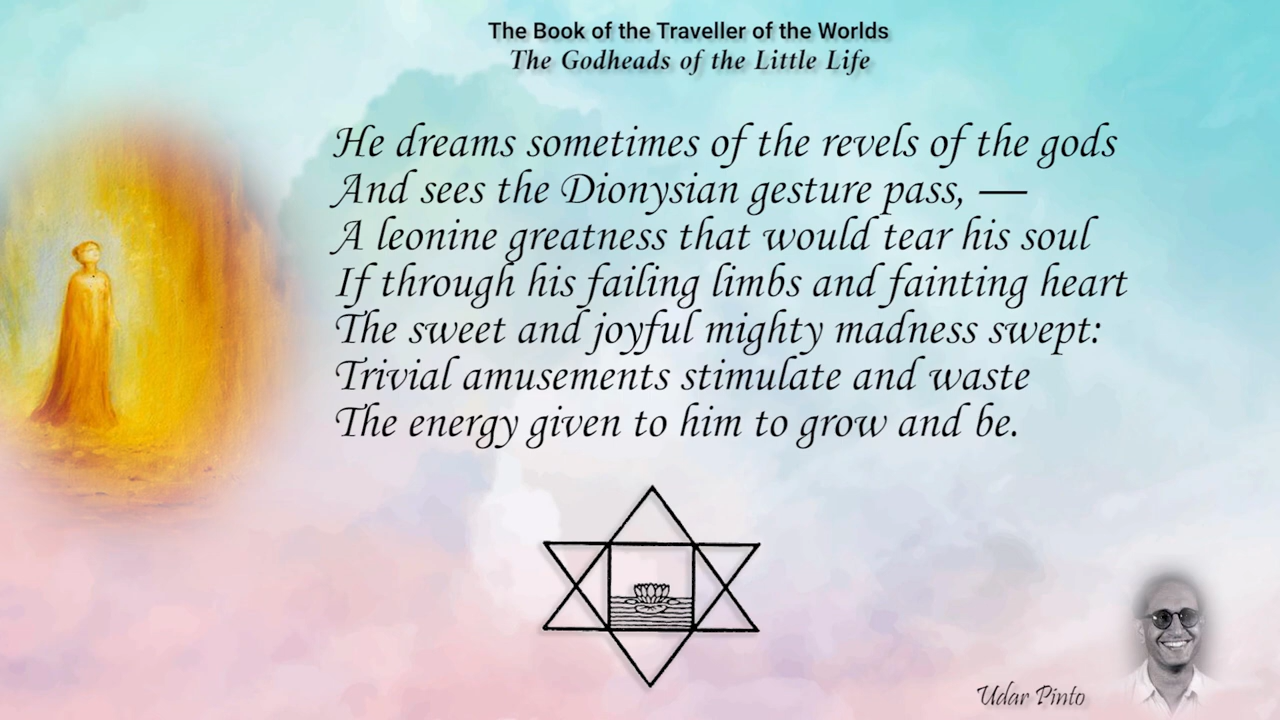 The Book of the Traveller of the Worlds
The Godheads of the Little Life
He dreams sometimes of the revels of the gods
And sees the Dionysian gesture pass, —
A leonine greatness that would tear his soul
If through his failing limbs and fainting heart
The sweet and joyful mighty madness swept:
Trivial amusements stimulate and waste
The energy given to him to grow and be.
Udar Pinto